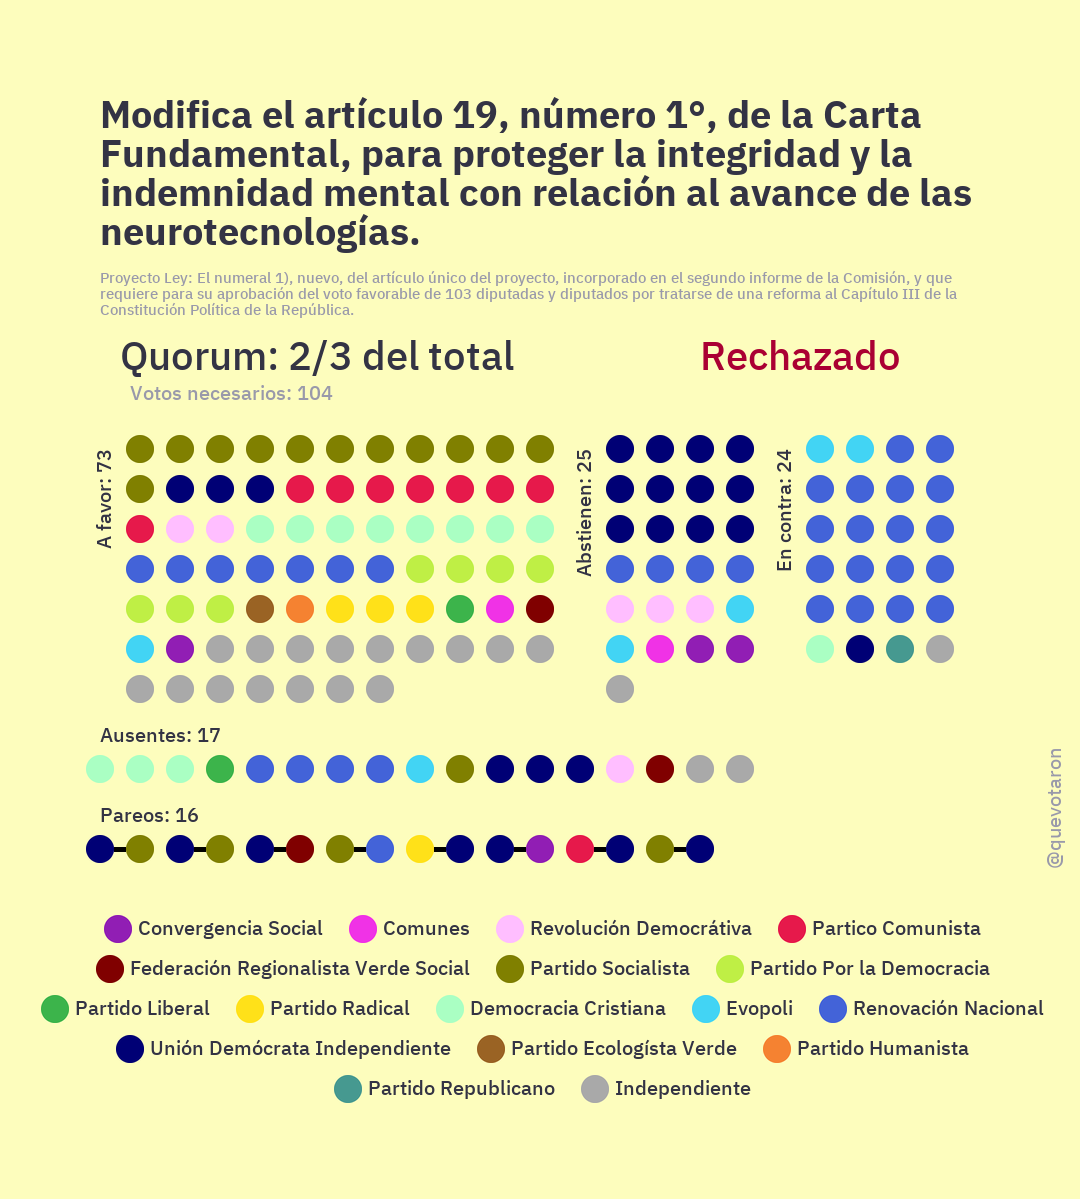 Modifica el artículo 19, número 1°, de la Carta
Fundamental, para proteger la integridad y la
indemnidad mental con relación al avance de las
neurotecnologías.
Proyecto Ley: El numeral 1), nuevo, del artículo único del proyecto, incorporado en el segundo informe de la Comisión, y que
requiere para su aprobación del voto favorable de 103 diputadas y diputados por tratarse de una reforma al Capítulo III de la
Constitución Política de la República.
Quorum: 2/3 del total
Rechazado
Votos necesarios: 104
A favor: 73
Abstienen: 25
En contra: 24
Ausentes: 17
Pareos: 16
@quevotaron
Convergencia Social
Comunes
Revolución Democrátiva
Partico Comunista
Federación Regionalista Verde Social
Partido Socialista
Partido Por la Democracia
Partido Liberal
Partido Radical
Democracia Cristiana
Evopoli
Renovación Nacional
Unión Demócrata Independiente
Partido Ecologísta Verde
Partido Humanista
Partido Republicano
Independiente